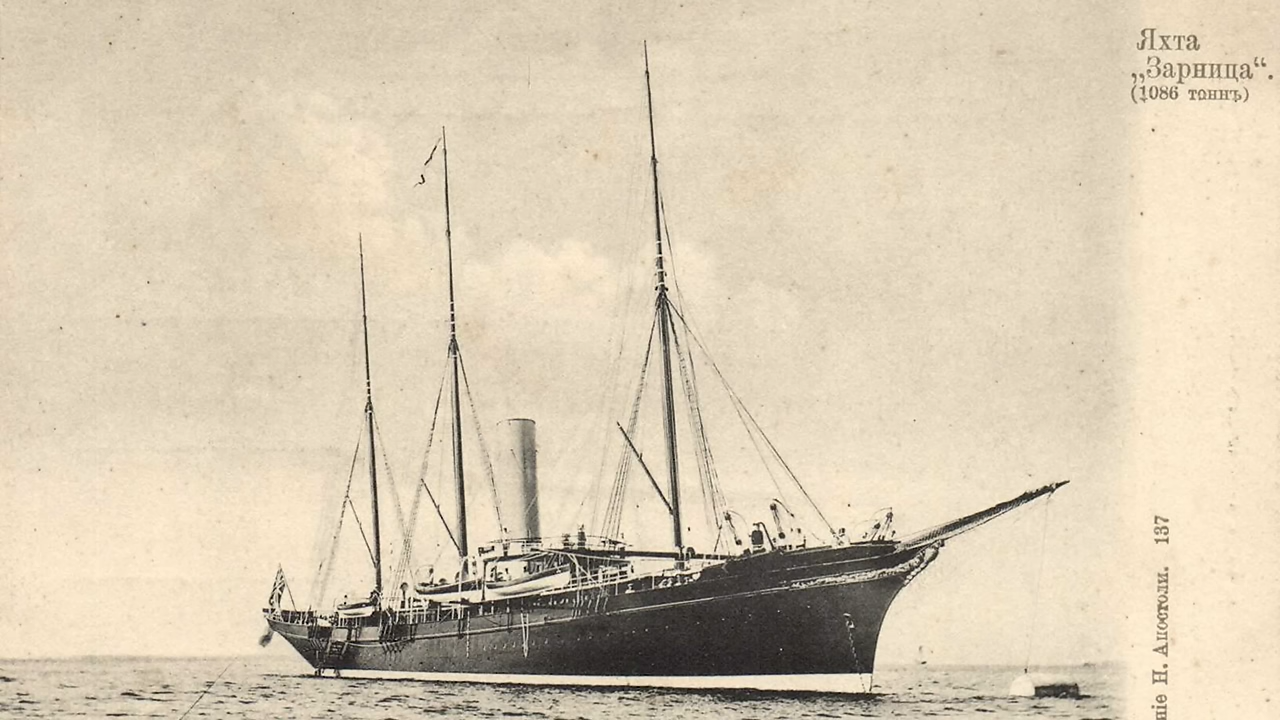 Яхта
„Зарница“.
(1086 тоннъ)
ніе Н. Апостоли. 137